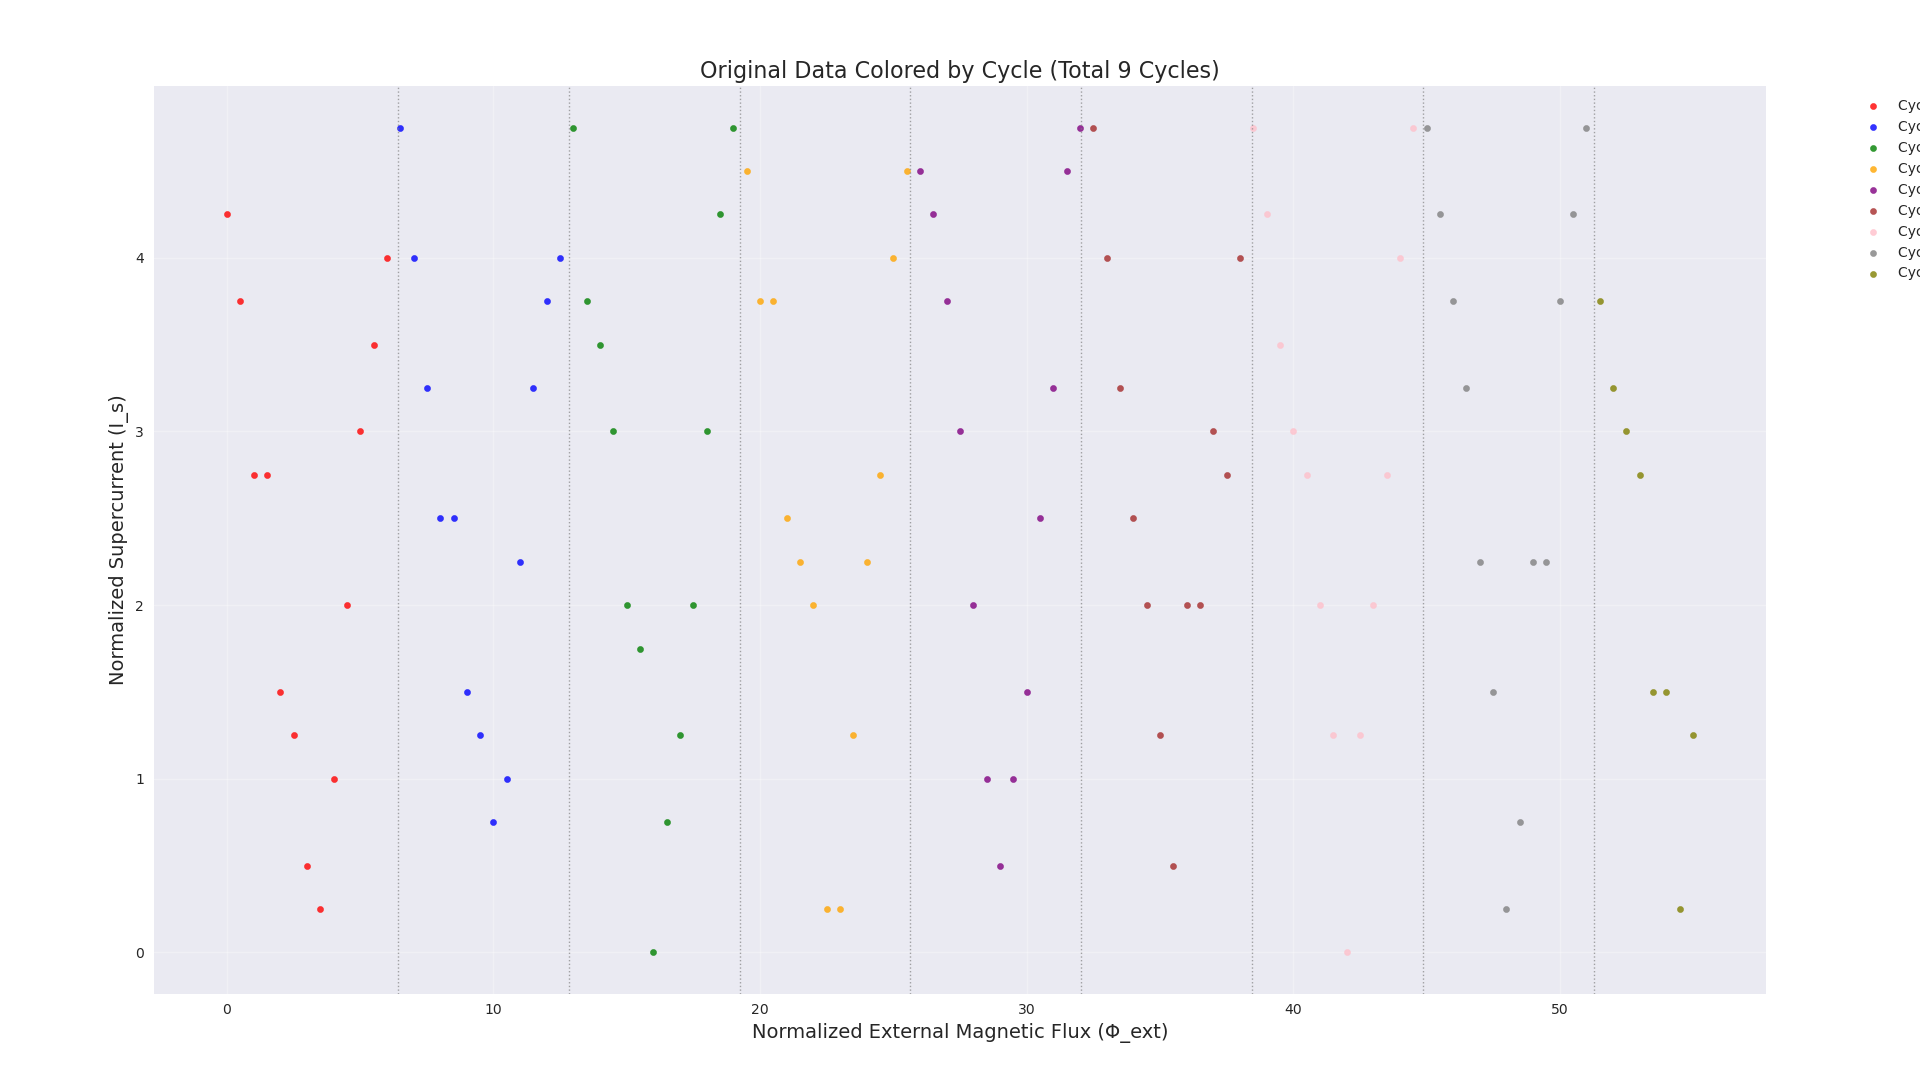 Original Data Colored by Cycle (Total 9 Cycles)
Normalized Supercurrent (I_s)
4
3
2
1
0
0 10 20 30 40 50
Normalized External Magnetic Flux (Φ_ext)
Cyc
Cyc
Cyc
Cyc
Cyc
Cyc
Cyc
Cyc
Cyc